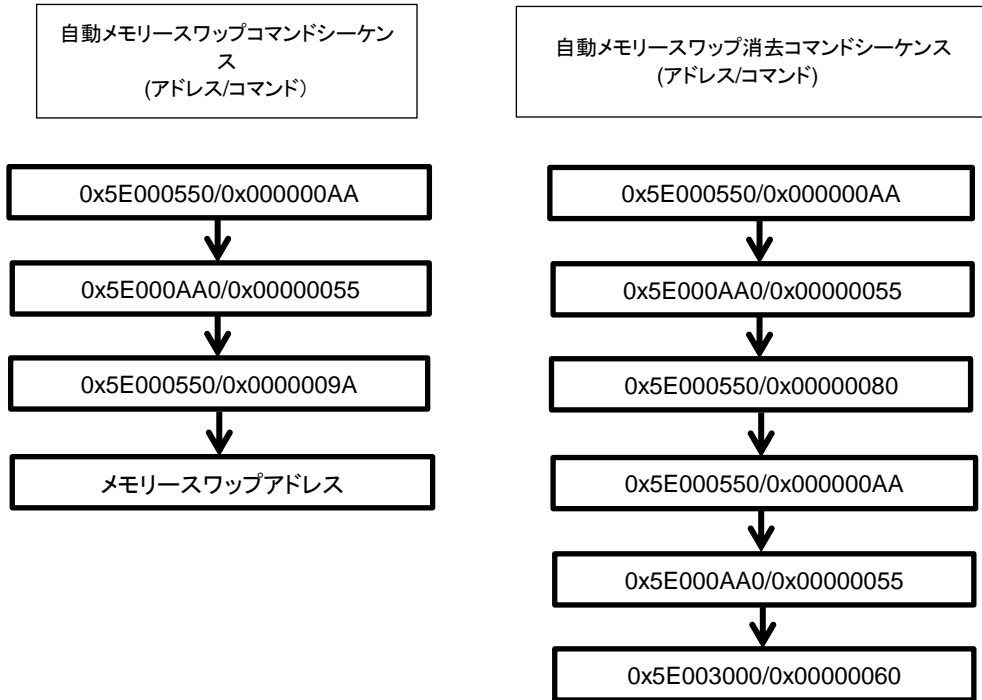 自動メモリースワップコマンドシーケン
ス
(アドレス/コマンド）
0x5E000550/0x000000AA
0x5E000AA0/0x00000055
0x5E000550/0x0000009A
メモリースワップアドレス
自動メモリースワップ消去コマンドシーケンス
(アドレス/コマンド)
0x5E000550/0x000000AA
0x5E000AA0/0x00000055
0x5E000550/0x00000080
0x5E000550/0x000000AA
0x5E000AA0/0x00000055
0x5E003000/0x00000060